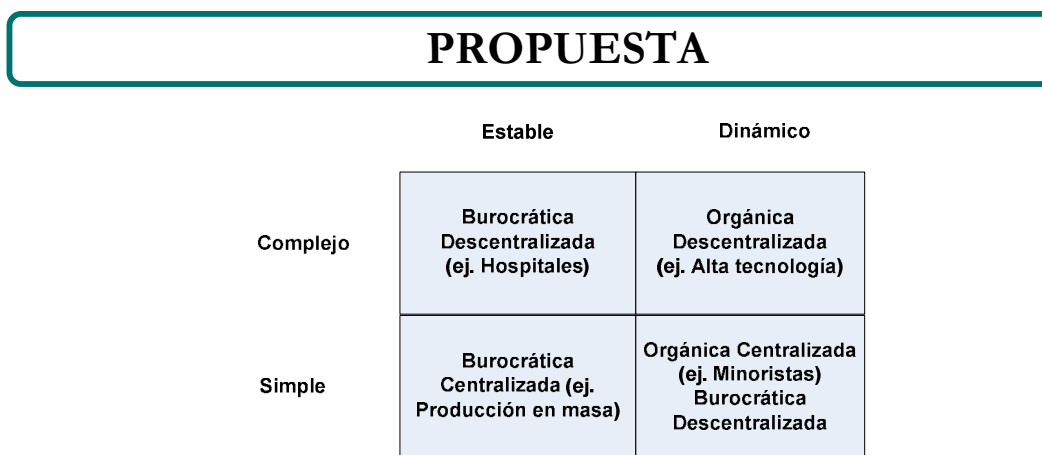 PROPUESTA
Estable
Dinámico
Complejo
Burocrática
Descentralizada
(ej. Hospitales)
Orgánica
Descentralizada
(ej. Alta tecnología)
Simple
Burocrática
Centralizada (ej.
Producción en masa)
Orgánica Centralizada
(ej. Minoristas)
Burocrática
Descentralizada